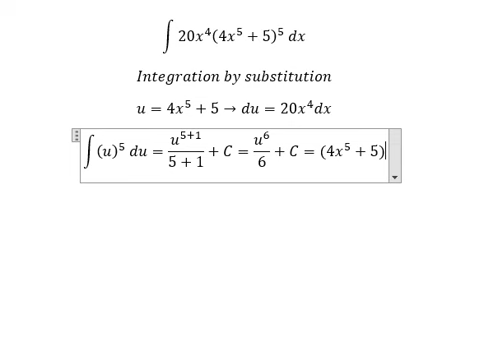 ∫ 20x⁴(4x⁵ + 5)⁵ dx
Integration by substitution
u = 4x⁵ + 5 → du = 20x⁴dx
∫ (u)⁵ du = u⁵⁺¹/(5 + 1) + C = u⁶/6 + C = (4x⁵ + 5)